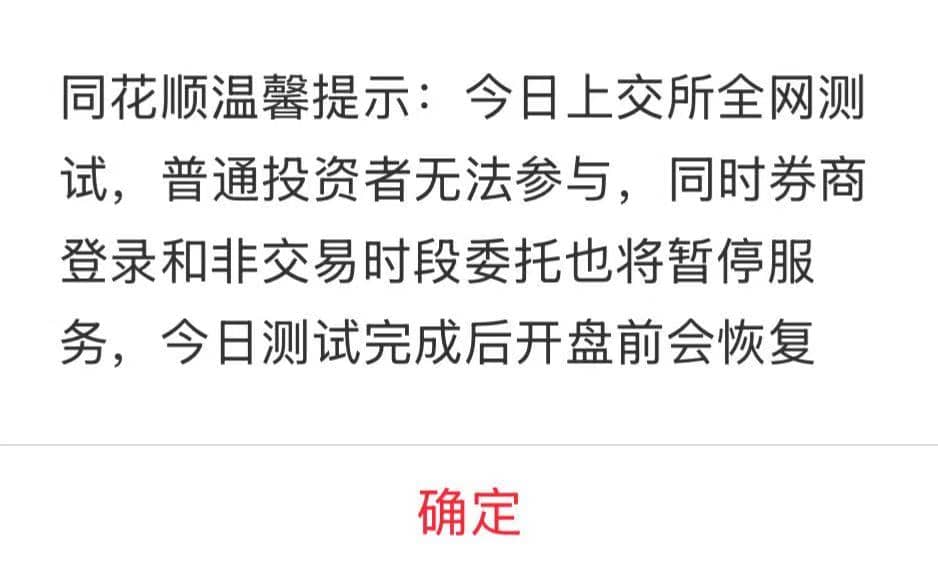 同花顺温馨提示：今日上交所全网测
试，普通投资者无法参与，同时券商
登录和非交易时段委托也将暂停服
务，今日测试完成后开盘前会恢复
确定